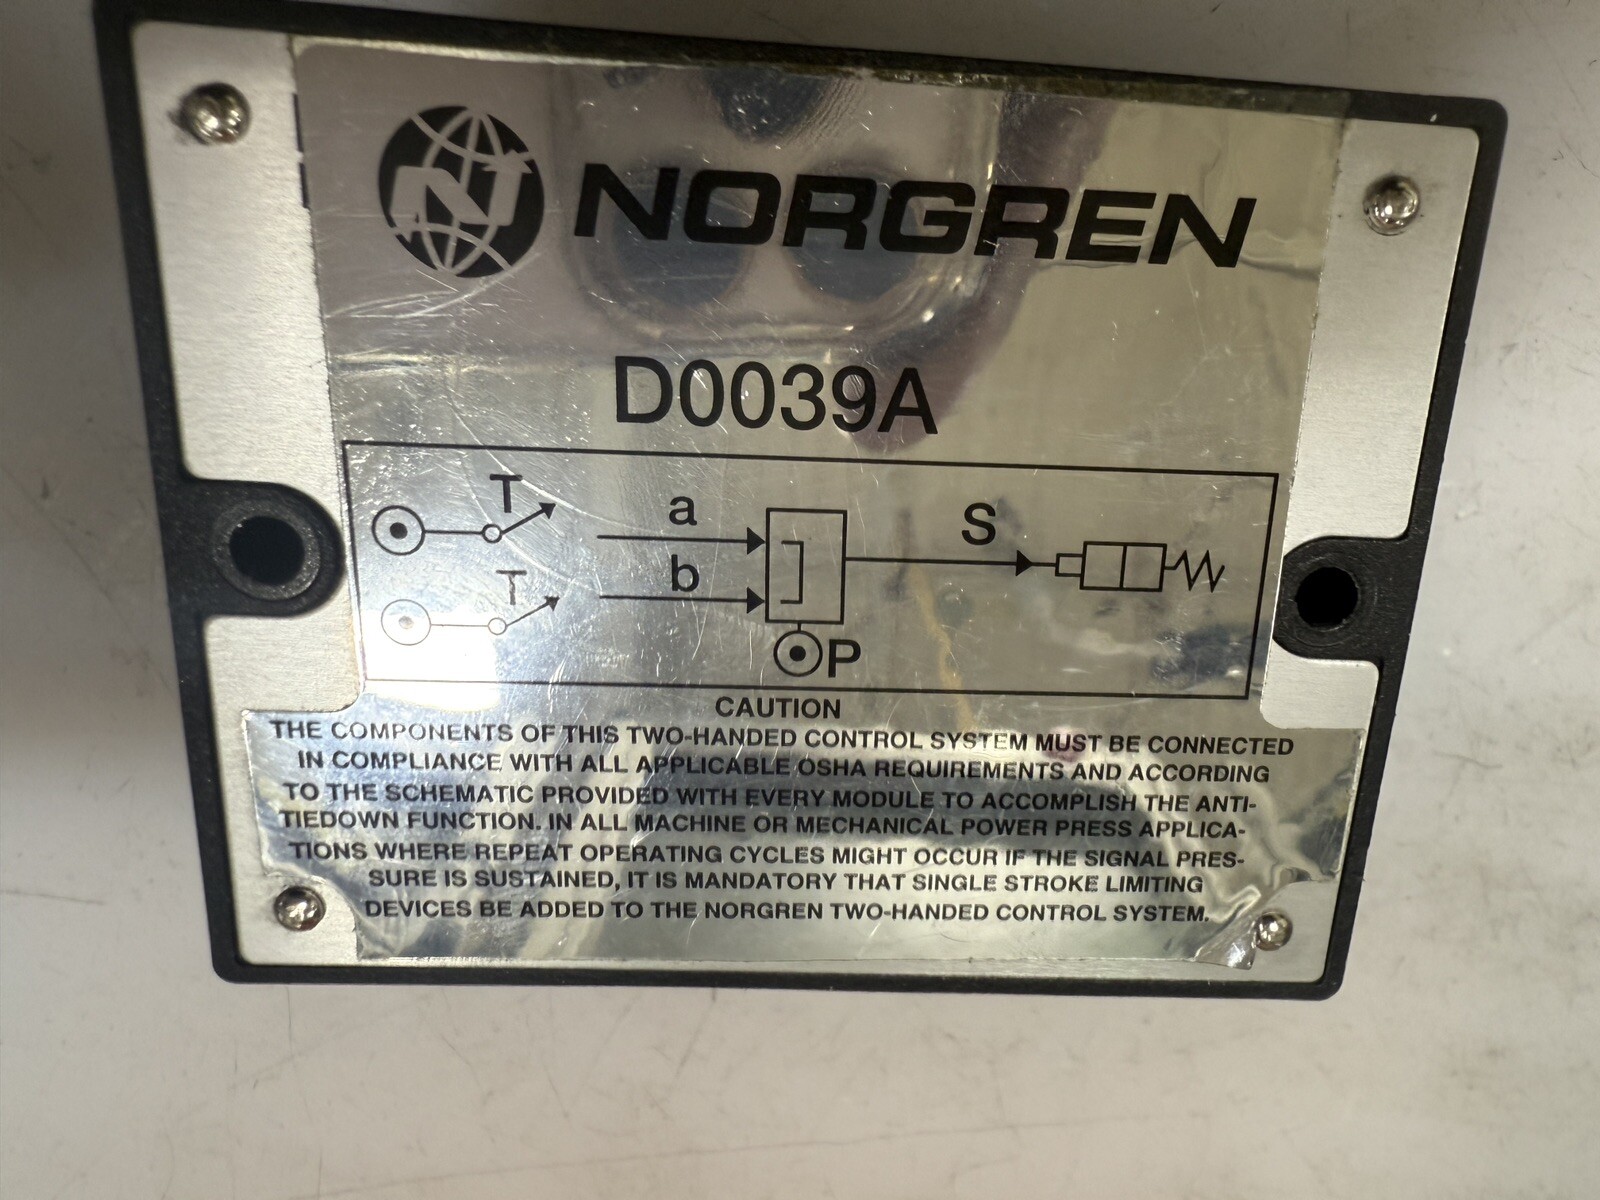 NORGREN
D0039A
T a S
T b
P
CAUTION
THE COMPONENTS OF THIS TWO-HANDED CONTROL SYSTEM MUST BE CONNECTED
IN COMPLIANCE WITH ALL APPLICABLE OSHA REQUIREMENTS AND ACCORDING
TO THE SCHEMATIC PROVIDED WITH EVERY MODULE TO ACCOMPLISH THE ANTI-
TIEDOWN FUNCTION. IN ALL MACHINE OR MECHANICAL POWER PRESS APPLICA-
TIONS WHERE REPEAT OPERATING CYCLES MIGHT OCCUR IF THE SIGNAL PRES-
SURE IS SUSTAINED, IT IS MANDATORY THAT SINGLE STROKE LIMITING
DEVICES BE ADDED TO THE NORGREN TWO-HANDED CONTROL SYSTEM.